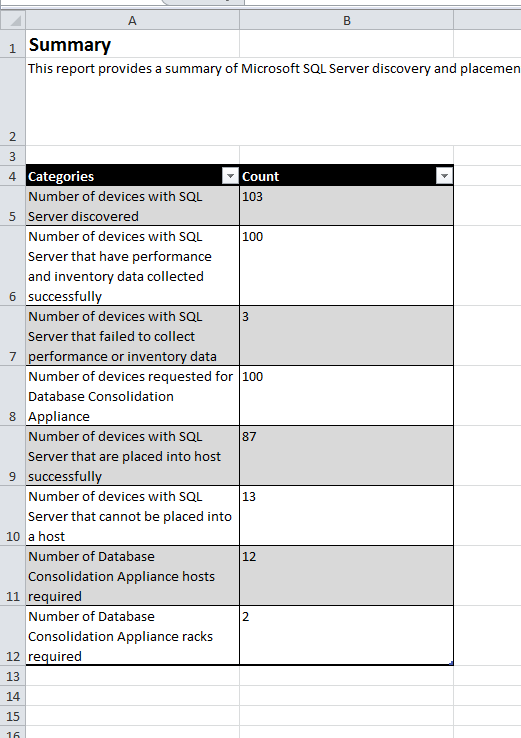 A B
1 Summary
2 This report provides a summary of Microsoft SQL Server discovery and placemen
3
4 Categories Count
5 Number of devices with SQL 103
Server discovered
6 Number of devices with SQL 100
Server that have performance
and inventory data collected
successfully
7 Number of devices with SQL 3
Server that failed to collect
performance or inventory data
8 Number of devices requested for 100
Database Consolidation
Appliance
9 Number of devices with SQL 87
Server that are placed into host
successfully
10 Number of devices with SQL 13
Server that cannot be placed into
a host
11 Number of Database 12
Consolidation Appliance hosts
required
12 Number of Database 2
Consolidation Appliance racks
required
13
14
15
16